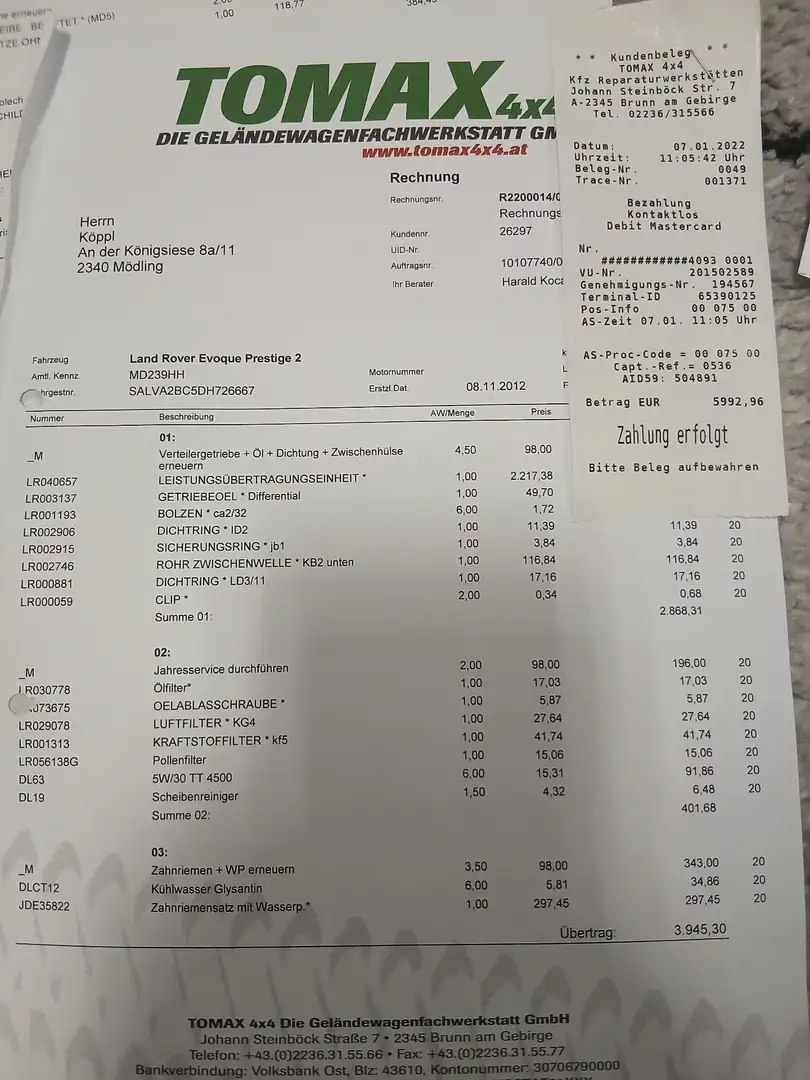 1,00
118,77
TET * (MD5)
TOMAX 4x4
DIE GELÄNDEWAGENFACHWERKSTATT GM
www.tomax4x4.at
Rechnung
Rechnungsnr. R2200014/0
Rechnungs
Herrn
Köppl
An der Königsiese 8a/11
2340 Mödling
Kundennr. 26297
UID-Nr.
Auftragsnr. 10107740/0
Ihr Berater Harald Koca
Fahrzeug Land Rover Evoque Prestige 2
Amtl. Kennz. MD239HH Motornummer
hrgestnr. SALVA2BC5DH726667 Erstzl.Dat. 08.11.2012
Nummer Beschreibung AW/Menge Preis
01:
_M Verteilergetriebe + Öl + Dichtung + Zwischenhülse 4,50 98,00
erneuern
LR040657 LEISTUNGSÜBERTRAGUNGSEINHEIT * 1,00 2.217,38
LR003137 GETRIEBEOEL * Differential 1,00 49,70
LR001193 BOLZEN * ca2/32 6,00 1,72
LR002906 DICHTRING * ID2 1,00 11,39 11,39 20
LR002915 SICHERUNGSRING * jb1 1,00 3,84 3,84 20
LR002746 ROHR ZWISCHENWELLE * KB2 unten 1,00 116,84 116,84 20
LR000881 DICHTRING * LD3/11 1,00 17,16 17,16 20
LR000059 CLIP * 2,00 0,34 0,68 20
Summe 01: 2.868,31
02:
_M Jahresservice durchführen 2,00 98,00 196,00 20
LR030778 Ölfilter* 1,00 17,03 17,03 20
J73675 OELABLASSCHRAUBE * 1,00 5,87 5,87 20
LR029078 LUFTFILTER * KG4 1,00 27,64 27,64 20
LR001313 KRAFTSTOFFILTER * kf5 1,00 41,74 41,74 20
LR056138G Pollenfilter 1,00 15,06 15,06 20
DL63 5W/30 TT 4500 6,00 15,31 91,86 20
DL19 Scheibenreiniger 1,50 4,32 6,48 20
Summe 02: 401,68
03:
_M Zahnriemen + WP erneuern 3,50 98,00 343,00 20
DLCT12 Kühlwasser Glysantin 6,00 5,81 34,86 20
JDE35822 Zahnriemensatz mit Wasserp.* 1,00 297,45 297,45 20
Übertrag: 3.945,30
TOMAX 4x4 Die Geländewagenfachwerkstatt GmbH
Johann Steinböck Straße 7 • 2345 Brunn am Gebirge
Telefon: +43.(0)2236.31.55.66 • Fax: +43.(0)2236.31.55.77
Bankverbindung: Volksbank Ost, Blz: 43610, Kontonummer: 30706790000
* * Kundenbeleg * *
TOMAX 4x4
Kfz Reparaturwerkstätten
Johann Steinböck Str. 7
A-2345 Brunn am Gebirge
Tel. 02236/315566
Datum: 07.01.2022
Uhrzeit: 11:05:42 Uhr
Beleg-Nr. 0049
Trace-Nr. 001371
Bezahlung
Kontaktlos
Debit Mastercard
Nr.
############4093 0001
VU-Nr. 201502589
Genehmigungs-Nr. 194567
Terminal-ID 65390125
Pos-Info 00 075 00
AS-Zeit 07.01. 11:05 Uhr
AS-Proc-Code = 00 075 00
Capt.-Ref.= 0536
AID59: 504891
Betrag EUR 5992,96
Zahlung erfolgt
Bitte Beleg aufbewahren